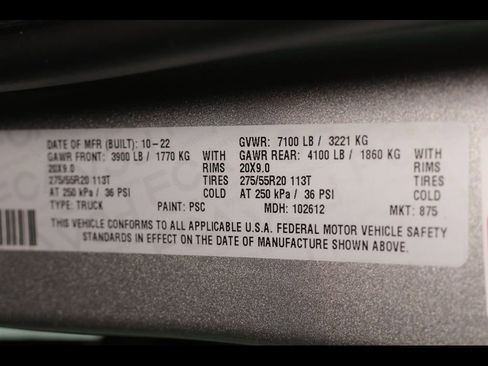 DATE OF MFR (BUILT): 10-22 GVWR: 7100 LB / 3221 KG
GAWR FRONT: 3900 LB / 1770 KG WITH GAWR REAR: 4100 LB / 1860 KG WITH
20X9.0 RIMS 20X9.0 RIMS
275/55R20 113T TIRES 275/55R20 113T TIRES
AT 250 kPa / 36 PSI COLD AT 250 kPa / 36 PSI COLD
TYPE: TRUCK PAINT: PSC MDH: 102612 MKT: 875
THIS VEHICLE CONFORMS TO ALL APPLICABLE U.S.A. FEDERAL MOTOR VEHICLE SAFETY
STANDARDS IN EFFECT ON THE DATE OF MANUFACTURE SHOWN ABOVE.